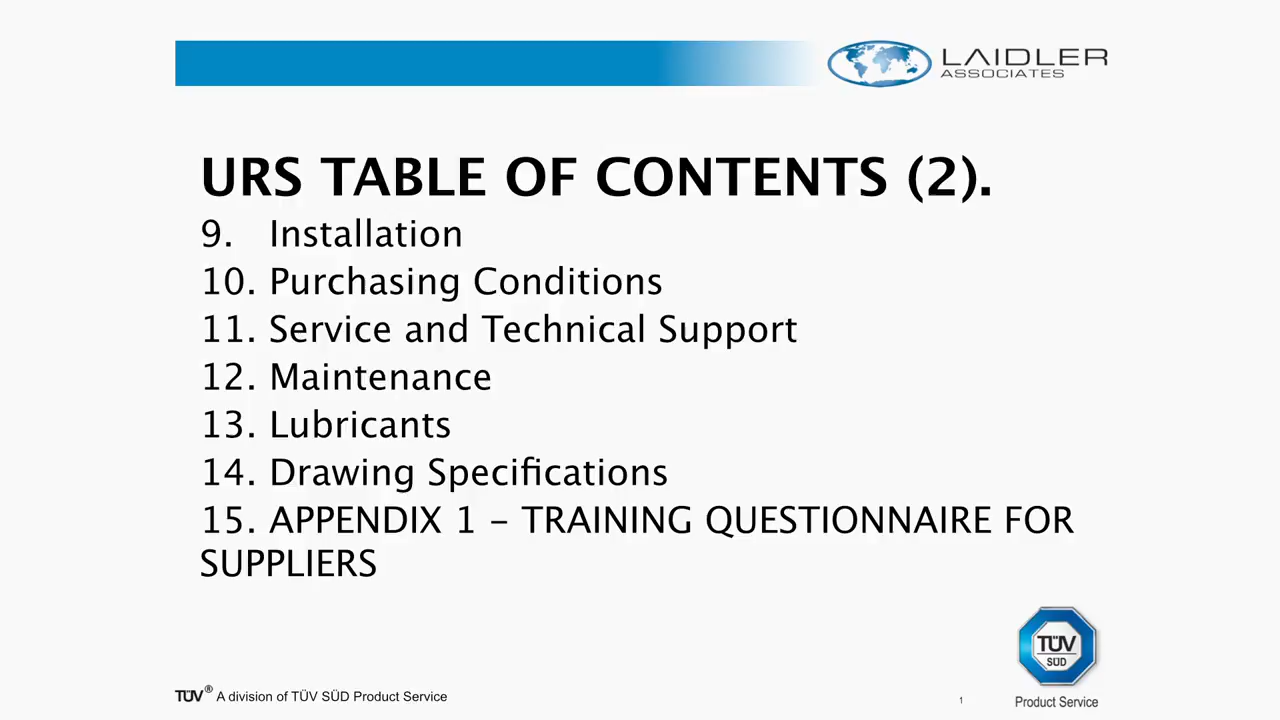 LAIDLER
ASSOCIATES
URS TABLE OF CONTENTS (2).
9. Installation
10. Purchasing Conditions
11. Service and Technical Support
12. Maintenance
13. Lubricants
14. Drawing Specifications
15. APPENDIX 1 – TRAINING QUESTIONNAIRE FOR
SUPPLIERS
TÜV
SÜD
Product Service
TÜV® A division of TÜV SÜD Product Service
1